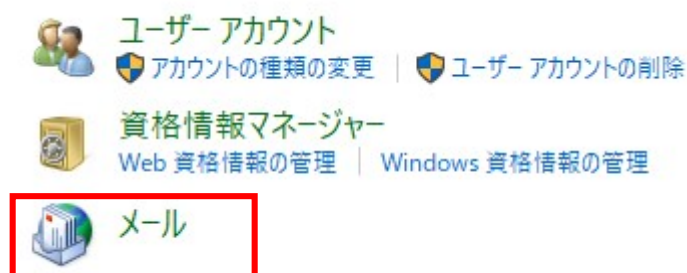 ユーザー アカウント
アカウントの種類の変更 | ユーザー アカウントの削除
資格情報マネージャー
Web 資格情報の管理 | Windows 資格情報の管理
メール